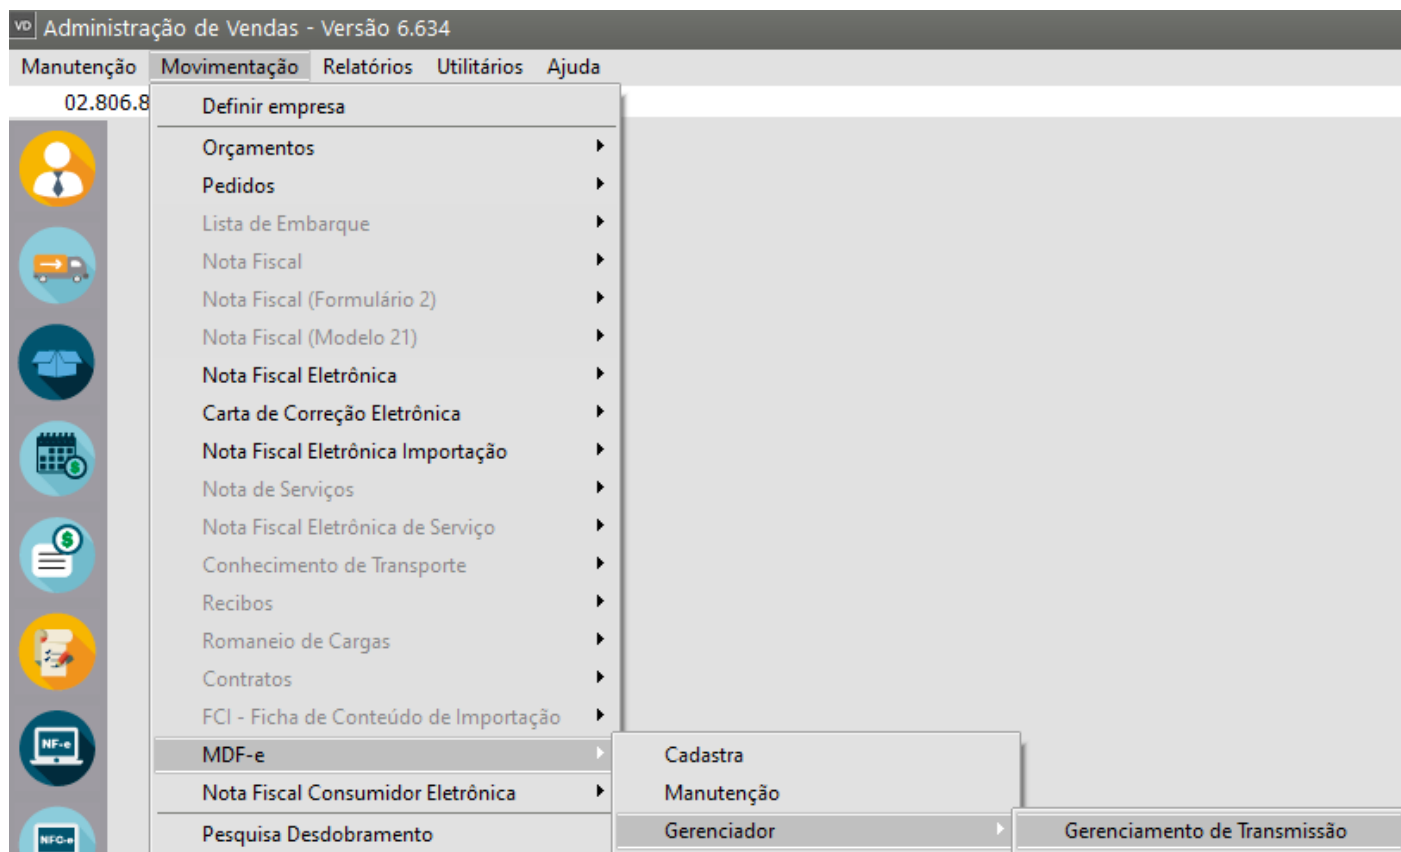 VD Administração de Vendas - Versão 6.634
Manutenção Movimentação Relatórios Utilitários Ajuda
02.806.8
Definir empresa
Orçamentos
Pedidos
Lista de Embarque
Nota Fiscal
Nota Fiscal (Formulário 2)
Nota Fiscal (Modelo 21)
Nota Fiscal Eletrônica
Carta de Correção Eletrônica
Nota Fiscal Eletrônica Importação
Nota de Serviços
Nota Fiscal Eletrônica de Serviço
Conhecimento de Transporte
Recibos
Romaneio de Cargas
Contratos
FCI - Ficha de Conteúdo de Importação
NF-e
MDF-e
Cadastra
Nota Fiscal Consumidor Eletrônica
Manutenção
NFC-e
Pesquisa Desdobramento
Gerenciador
Gerenciamento de Transmissão